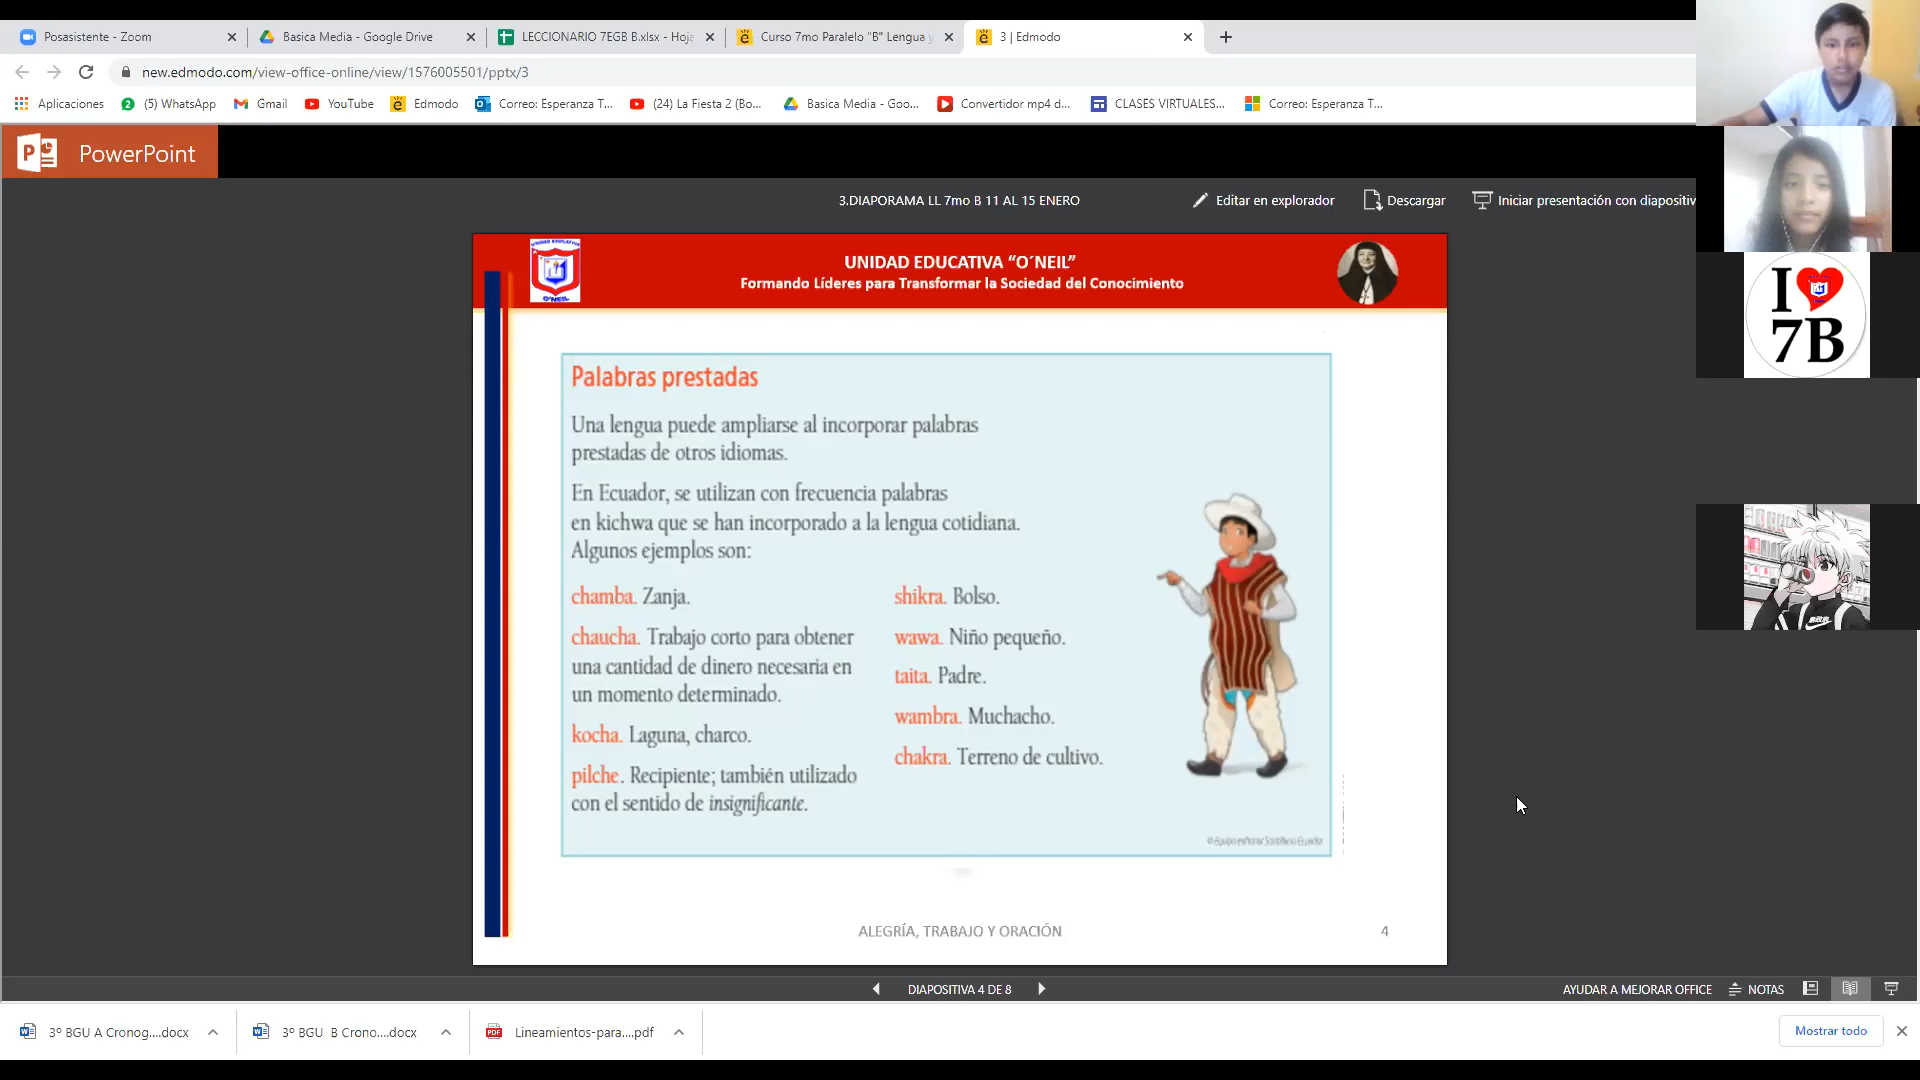 Posasistente - Zoom
Basica Media - Google Drive
LECCIONARIO 7EGB B.xlsx - Hoja
Curso 7mo Paralelo "B" Lengua y
3 | Edmodo
new.edmodo.com/view-office-online/view/1576005501/pptx/3
Aplicaciones
(5) WhatsApp
Gmail
YouTube
Edmodo
Correo: Esperanza T...
(24) La Fiesta 2 (Bo...
Basica Media - Goo...
Convertidor mp4 d...
CLASES VIRTUALES...
Correo: Esperanza T...
PowerPoint
3.DIAPORAMA LL 7mo B 11 AL 15 ENERO
Editar en explorador
Descargar
Iniciar presentación con diapositiv
UNIDAD EDUCATIVA “O´NEIL”
Formando Líderes para Transformar la Sociedad del Conocimiento
O'NEIL
Palabras prestadas
Una lengua puede ampliarse al incorporar palabras
prestadas de otros idiomas.
En Ecuador, se utilizan con frecuencia palabras
en kichwa que se han incorporado a la lengua cotidiana.
Algunos ejemplos son:
chamba. Zanja.
chaucha. Trabajo corto para obtener
una cantidad de dinero necesaria en
un momento determinado.
kocha. Laguna, charco.
pilche. Recipiente; también utilizado
con el sentido de insignificante.
shikra. Bolso.
wawa. Niño pequeño.
taita. Padre.
wambra. Muchacho.
chakra. Terreno de cultivo.
© Equipo editorial Santillana Ecuador
ALEGRÍA, TRABAJO Y ORACIÓN
4
I
7B
DIAPOSITIVA 4 DE 8
AYUDAR A MEJORAR OFFICE
NOTAS
3º BGU A Cronog....docx
3º BGU B Crono....docx
Lineamientos-para....pdf
Mostrar todo